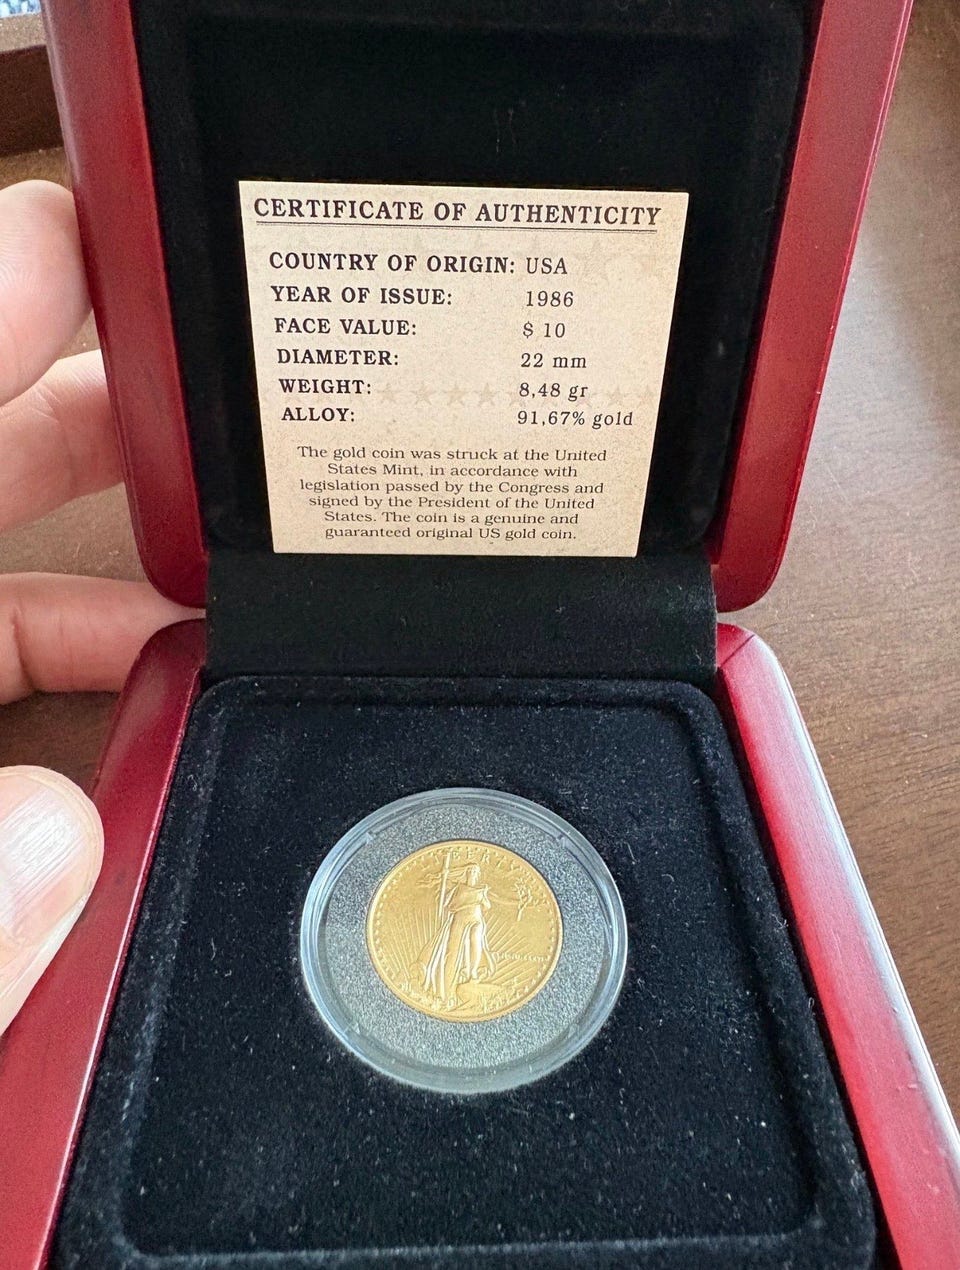 CERTIFICATE OF AUTHENTICITY
COUNTRY OF ORIGIN: USA
YEAR OF ISSUE: 1986
FACE VALUE: $ 10
DIAMETER: 22 mm
WEIGHT: 8,48 gr
ALLOY: 91,67% gold
The gold coin was struck at the United
States Mint, in accordance with
legislation passed by the Congress and
signed by the President of the United
States. The coin is a genuine and
guaranteed original US gold coin.
LIBERTY